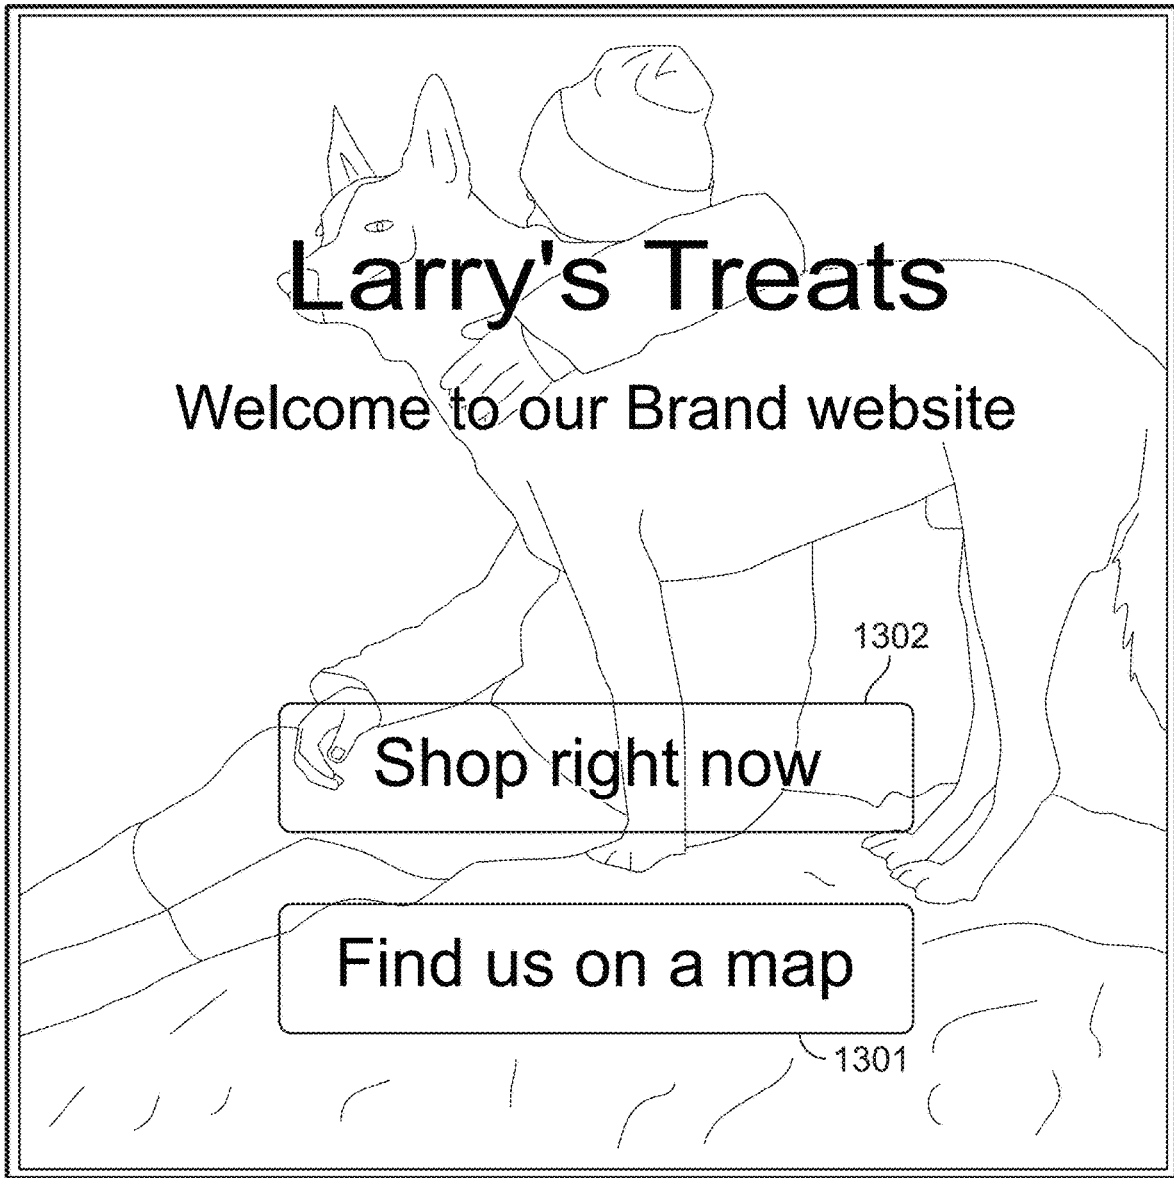 Larry's Treats
Welcome to our Brand website
1302
Shop right now
Find us on a map
1301